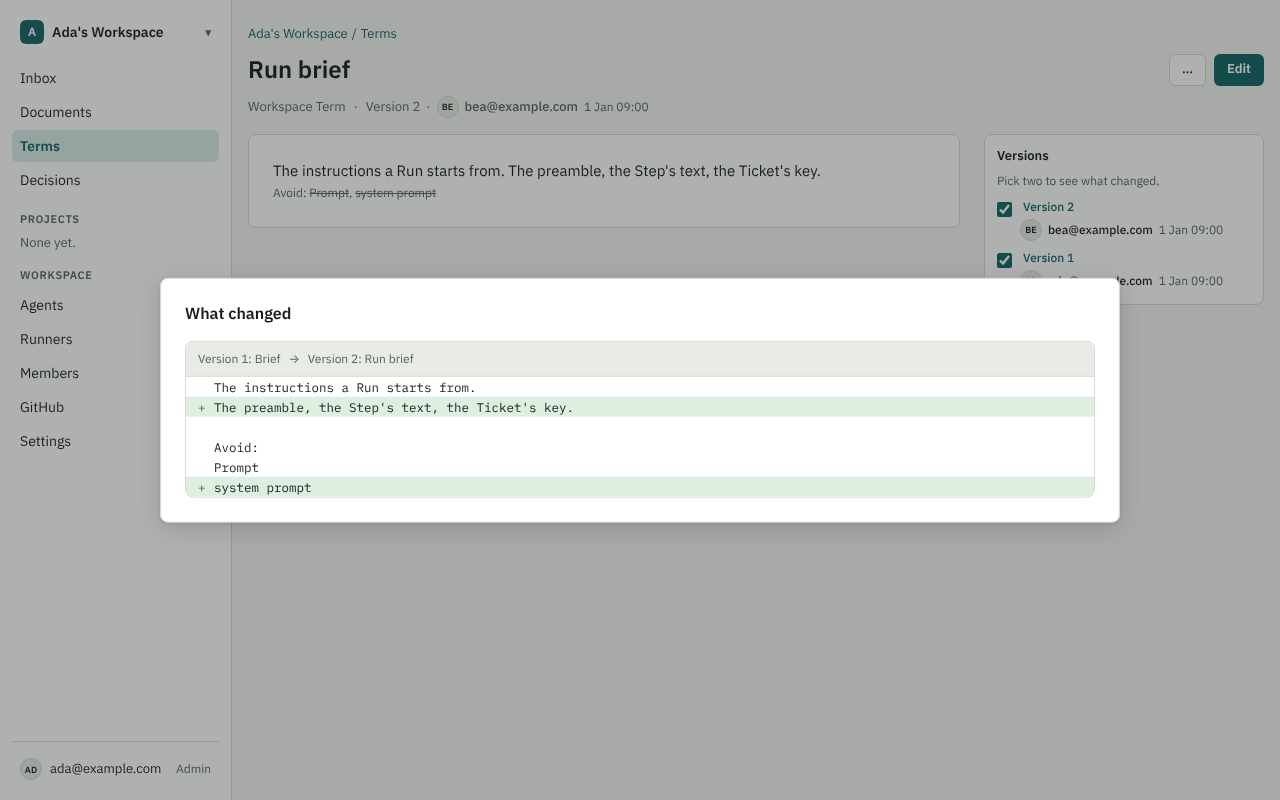 A Ada's Workspace ▾
Inbox
Documents
Terms
Decisions
PROJECTS
None yet.
WORKSPACE
Agents
Runners
Members
GitHub
Settings
AD ada@example.com Admin
Ada's Workspace / Terms
Run brief
... Edit
Workspace Term · Version 2 · BE bea@example.com 1 Jan 09:00
The instructions a Run starts from. The preamble, the Step's text, the Ticket's key.
Avoid: Prompt, system prompt
Versions
Pick two to see what changed.
Version 2
BE bea@example.com 1 Jan 09:00
Version 1
1 Jan 09:00
What changed
Version 1: Brief → Version 2: Run brief
The instructions a Run starts from.
+ The preamble, the Step's text, the Ticket's key.
Avoid:
Prompt
+ system prompt